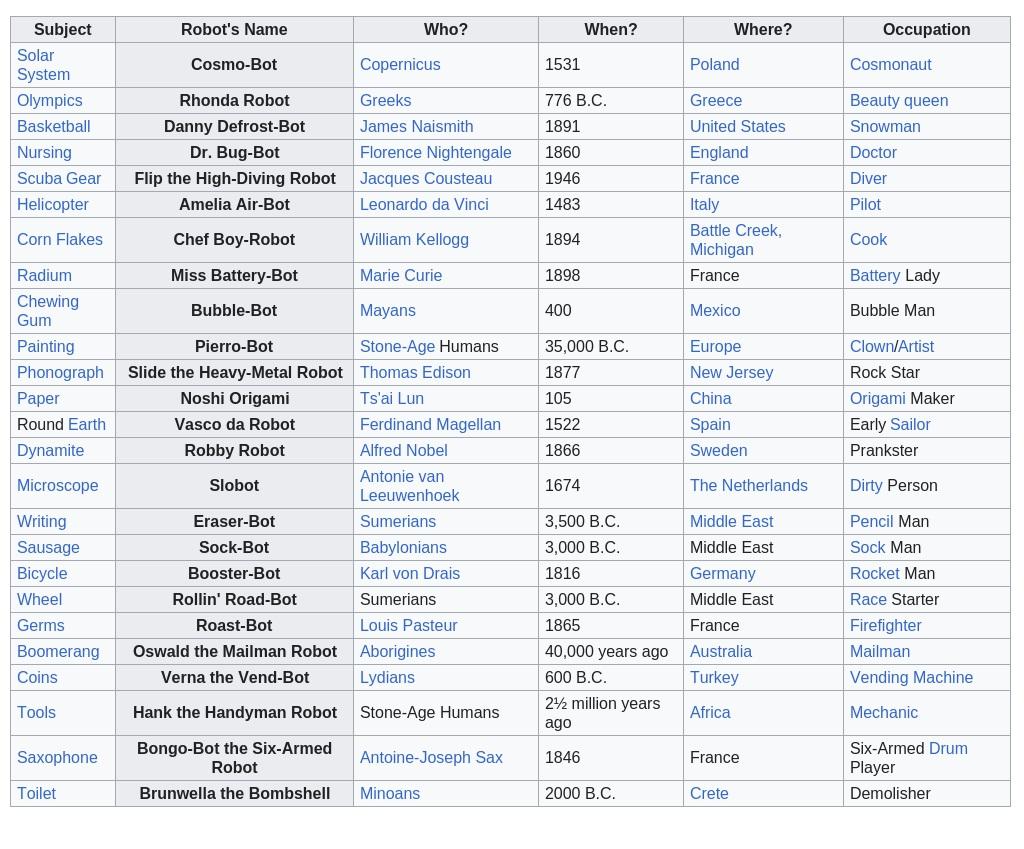 Subject Robot's Name Who? When? Where? Occupation
Solar System Cosmo-Bot Copernicus 1531 Poland Cosmonaut
Olympics Rhonda Robot Greeks 776 B.C. Greece Beauty queen
Basketball Danny Defrost-Bot James Naismith 1891 United States Snowman
Nursing Dr. Bug-Bot Florence Nightengale 1860 England Doctor
Scuba Gear Flip the High-Diving Robot Jacques Cousteau 1946 France Diver
Helicopter Amelia Air-Bot Leonardo da Vinci 1483 Italy Pilot
Corn Flakes Chef Boy-Robot William Kellogg 1894 Battle Creek, Michigan Cook
Radium Miss Battery-Bot Marie Curie 1898 France Battery Lady
Chewing Gum Bubble-Bot Mayans 400 Mexico Bubble Man
Painting Pierro-Bot Stone-Age Humans 35,000 B.C. Europe Clown/Artist
Phonograph Slide the Heavy-Metal Robot Thomas Edison 1877 New Jersey Rock Star
Paper Noshi Origami Ts'ai Lun 105 China Origami Maker
Round Earth Vasco da Robot Ferdinand Magellan 1522 Spain Early Sailor
Dynamite Robby Robot Alfred Nobel 1866 Sweden Prankster
Microscope Slobot Antonie van Leeuwenhoek 1674 The Netherlands Dirty Person
Writing Eraser-Bot Sumerians 3,500 B.C. Middle East Pencil Man
Sausage Sock-Bot Babylonians 3,000 B.C. Middle East Sock Man
Bicycle Booster-Bot Karl von Drais 1816 Germany Rocket Man
Wheel Rollin' Road-Bot Sumerians 3,000 B.C. Middle East Race Starter
Germs Roast-Bot Louis Pasteur 1865 France Firefighter
Boomerang Oswald the Mailman Robot Aborigines 40,000 years ago Australia Mailman
Coins Verna the Vend-Bot Lydians 600 B.C. Turkey Vending Machine
Tools Hank the Handyman Robot Stone-Age Humans 2½ million years ago Africa Mechanic
Saxophone Bongo-Bot the Six-Armed Robot Antoine-Joseph Sax 1846 France Six-Armed Drum Player
Toilet Brunwella the Bombshell Minoans 2000 B.C. Crete Demolisher